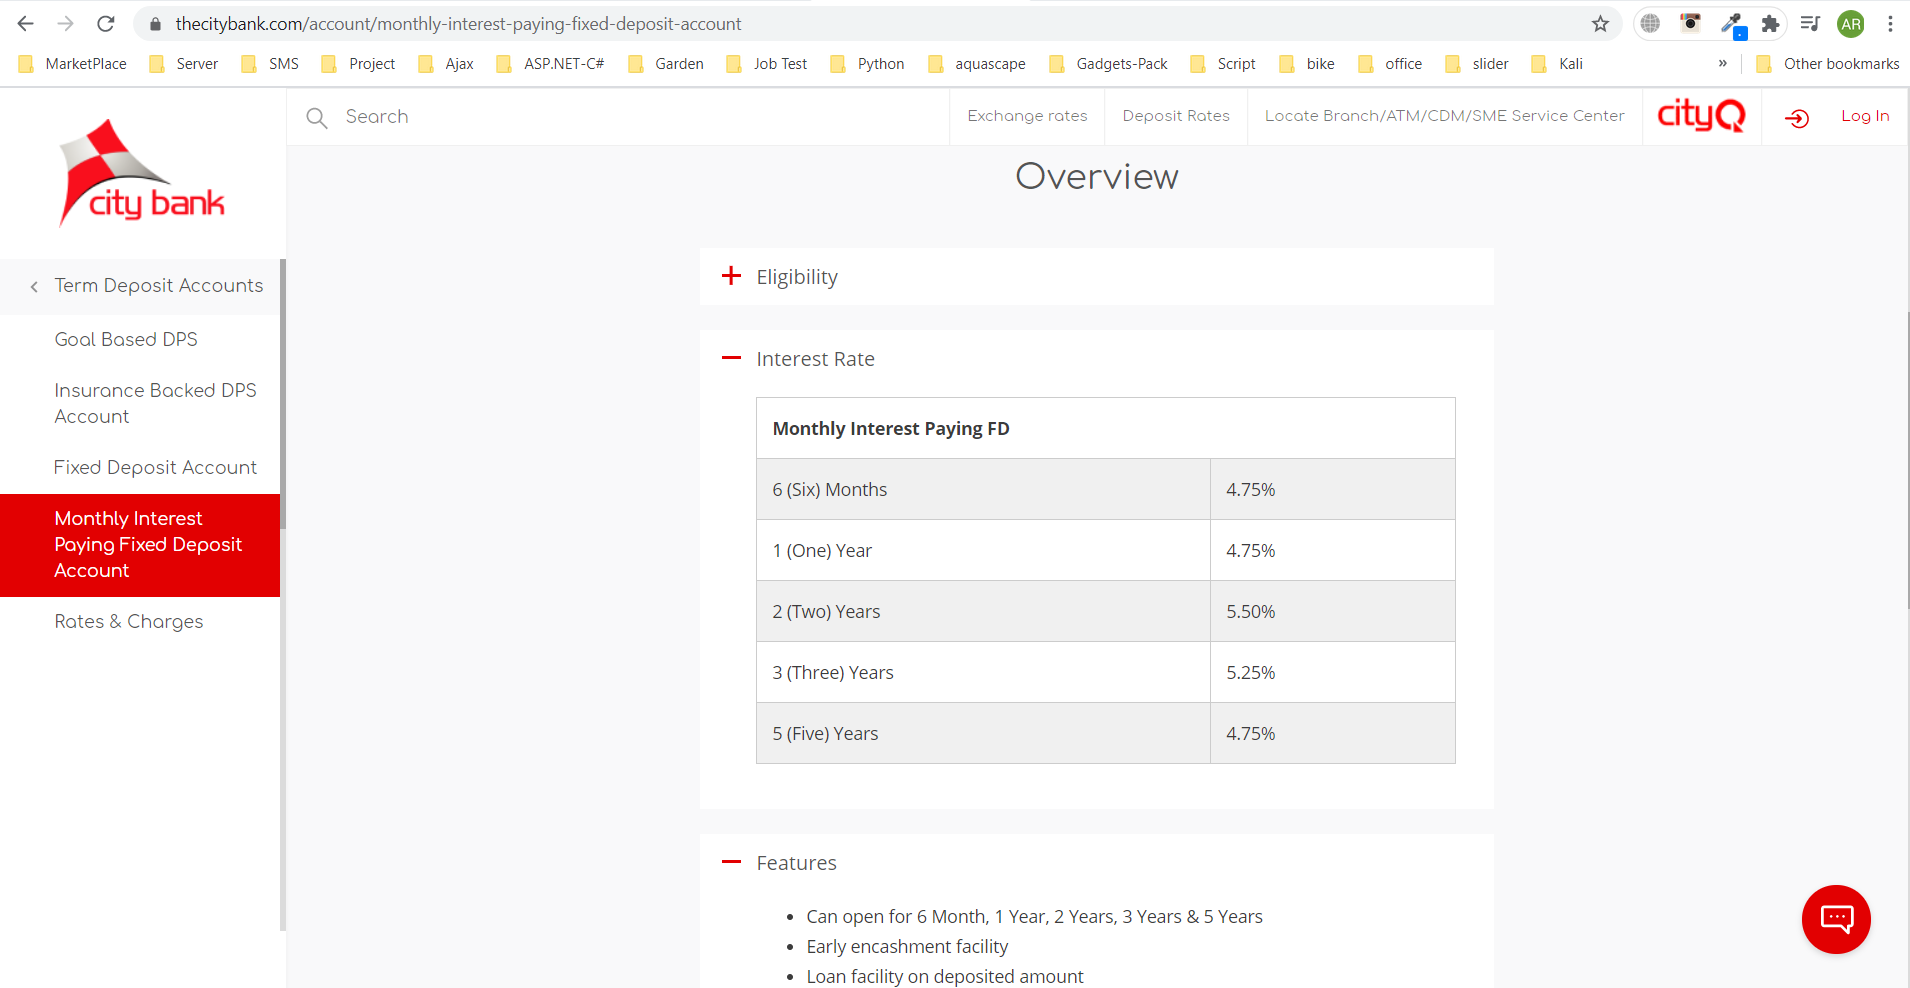 thecitybank.com/account/monthly-interest-paying-fixed-deposit-account
AR
MarketPlace
Server
SMS
Project
Ajax
ASP.NET-C#
Garden
Job Test
Python
aquascape
Gadgets-Pack
Script
bike
office
slider
Kali
»
Other bookmarks
city bank
Search
Exchange rates
Deposit Rates
Locate Branch/ATM/CDM/SME Service Center
cityQ
Log In
Term Deposit Accounts
Goal Based DPS
Insurance Backed DPS
Account
Fixed Deposit Account
Monthly Interest
Paying Fixed Deposit
Account
Rates & Charges
Overview
Eligibility
Interest Rate
Monthly Interest Paying FD
6 (Six) Months 4.75%
1 (One) Year 4.75%
2 (Two) Years 5.50%
3 (Three) Years 5.25%
5 (Five) Years 4.75%
Features
• Can open for 6 Month, 1 Year, 2 Years, 3 Years & 5 Years
• Early encashment facility
• Loan facility on deposited amount